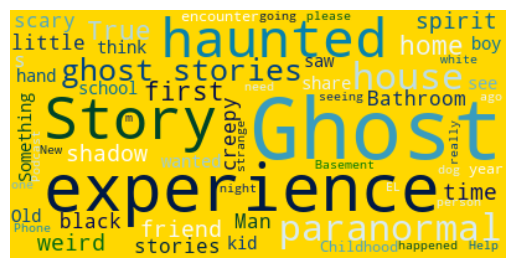 encounter going please
scary True haunted spirit
little think saw home boy
s ghost stories house white
hand school first share see
Something Story creepy need seeing Bathroom ago
m strange Ghost really
New shadow wanted Basement dog year
one Podcast experience time
night EL person
Old black friend Man paranormal
Phone weird stories kid Childhood happened Help